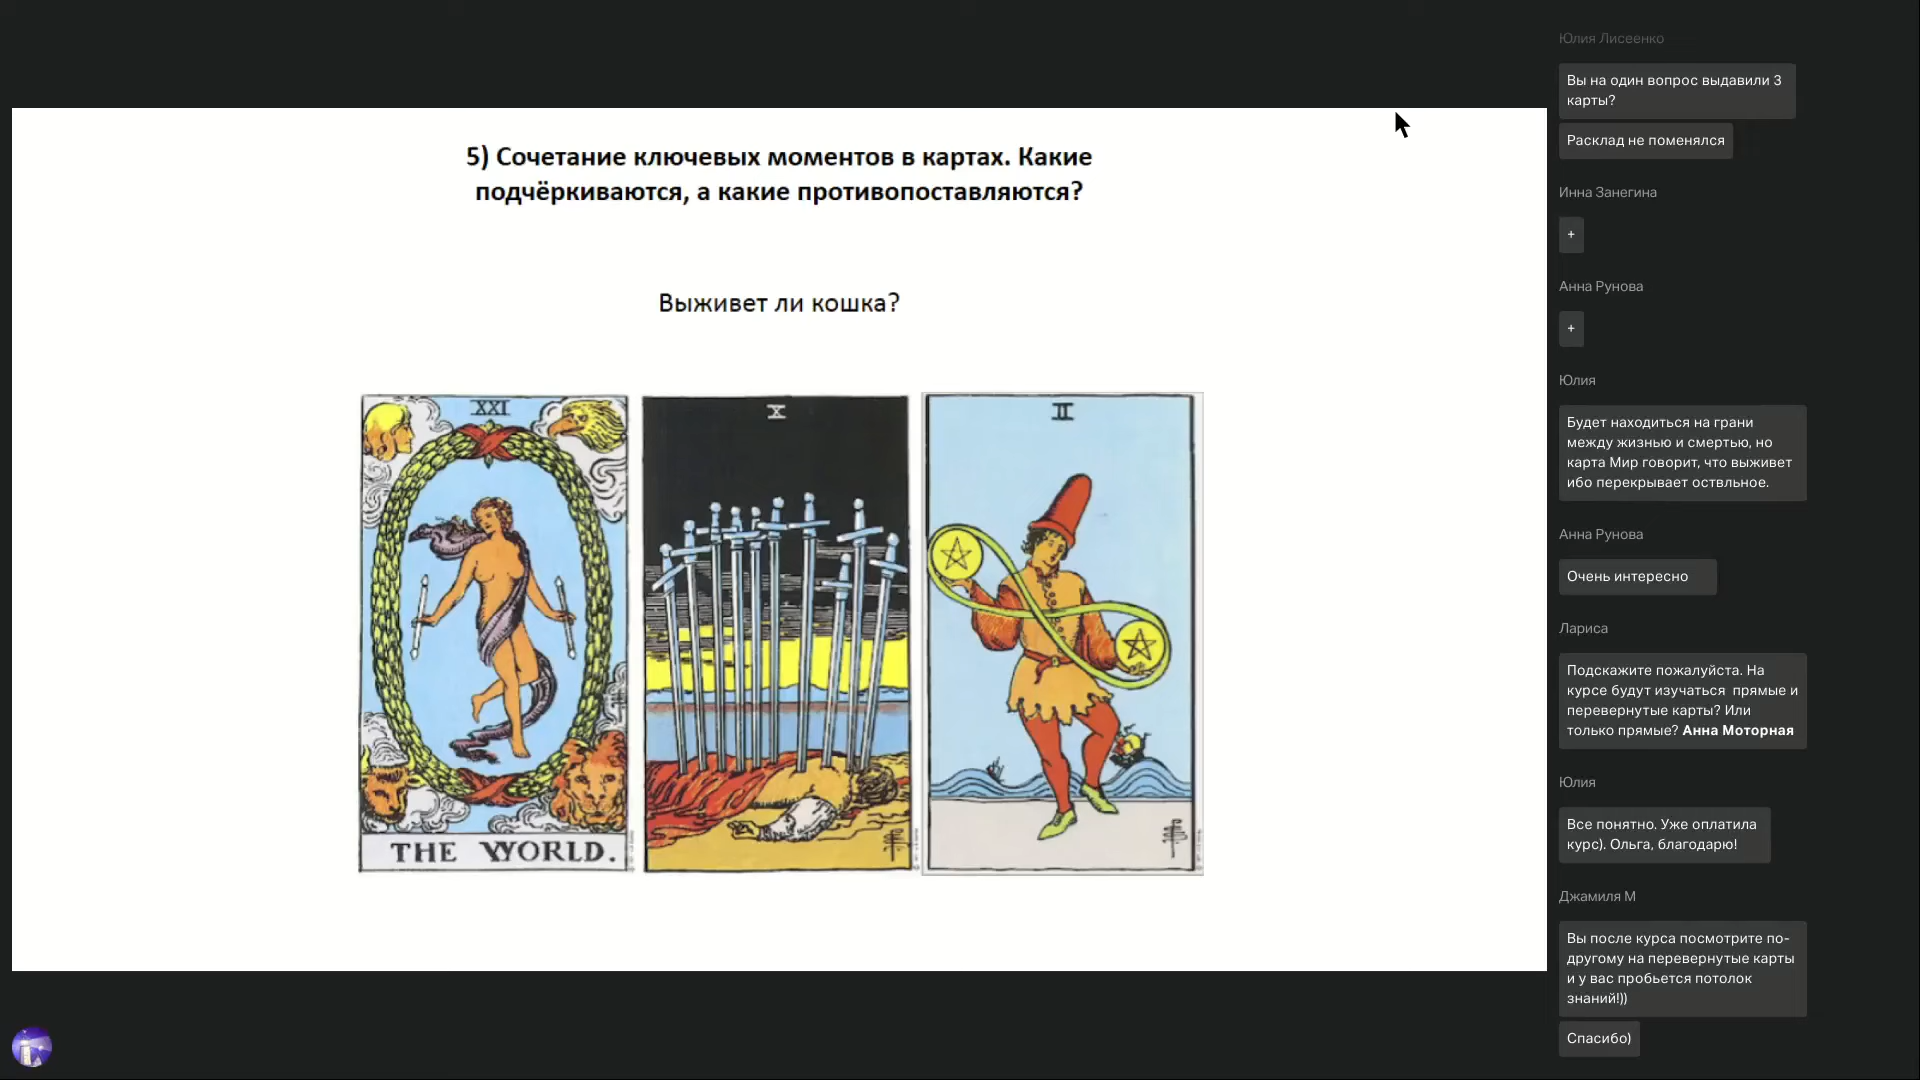 5) Сочетание ключевых моментов в картах. Какие
подчёркиваются, а какие противопоставляются?
Выживет ли кошка?
XXI
X
II
THE WORLD.
Юлия Лисеенко
Вы на один вопрос выдавили 3
карты?
Расклад не поменялся
Инна Занегина
+
Анна Рунова
+
Юлия
Будет находиться на грани
между жизнью и смертью, но
карта Мир говорит, что выживет
ибо перекрывает оствльное.
Анна Рунова
Очень интересно
Лариса
Подскажите пожалуйста. На
курсе будут изучаться прямые и
перевернутые карты? Или
только прямые? Анна Моторная
Юлия
Все понятно. Уже оплатила
курс). Ольга, благодарю!
Джамиля М
Вы после курса посмотрите по-
другому на перевернутые карты
и у вас пробьется потолок
знаний!))
Спасибо)